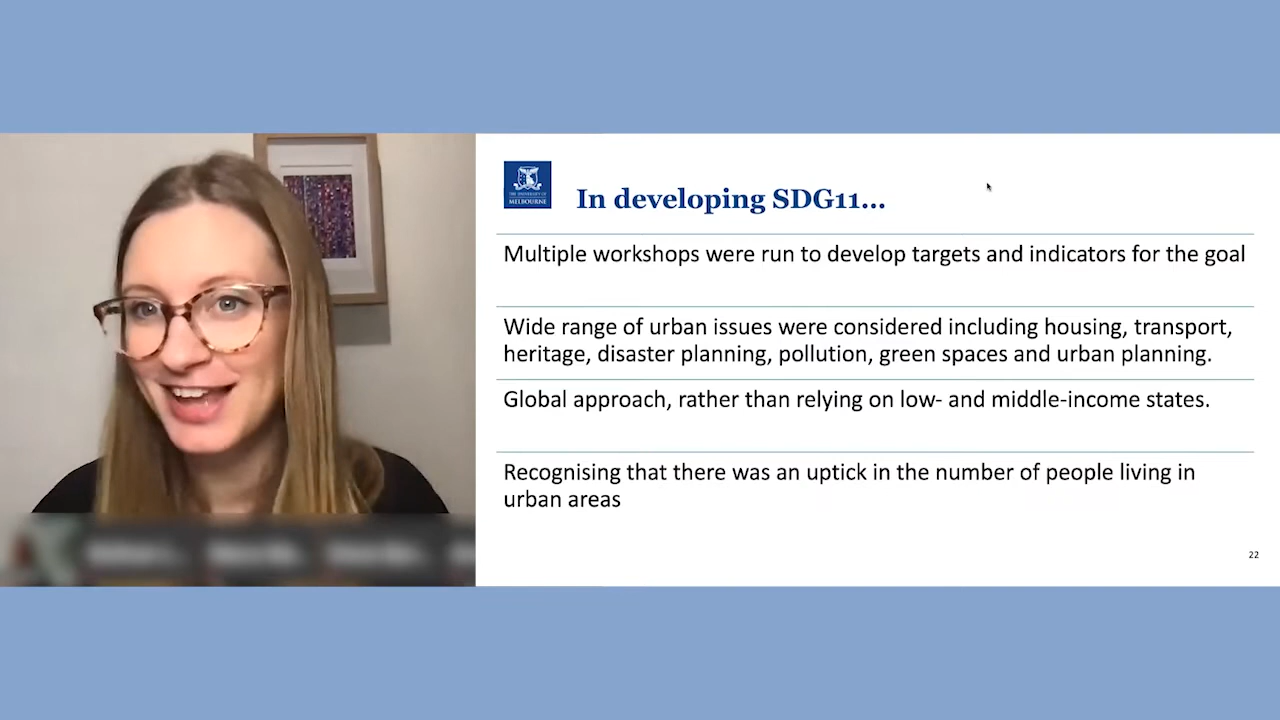 THE UNIVERSITY OF
MELBOURNE
In developing SDG11...
Multiple workshops were run to develop targets and indicators for the goal
Wide range of urban issues were considered including housing, transport,
heritage, disaster planning, pollution, green spaces and urban planning.
Global approach, rather than relying on low- and middle-income states.
Recognising that there was an uptick in the number of people living in
urban areas
22